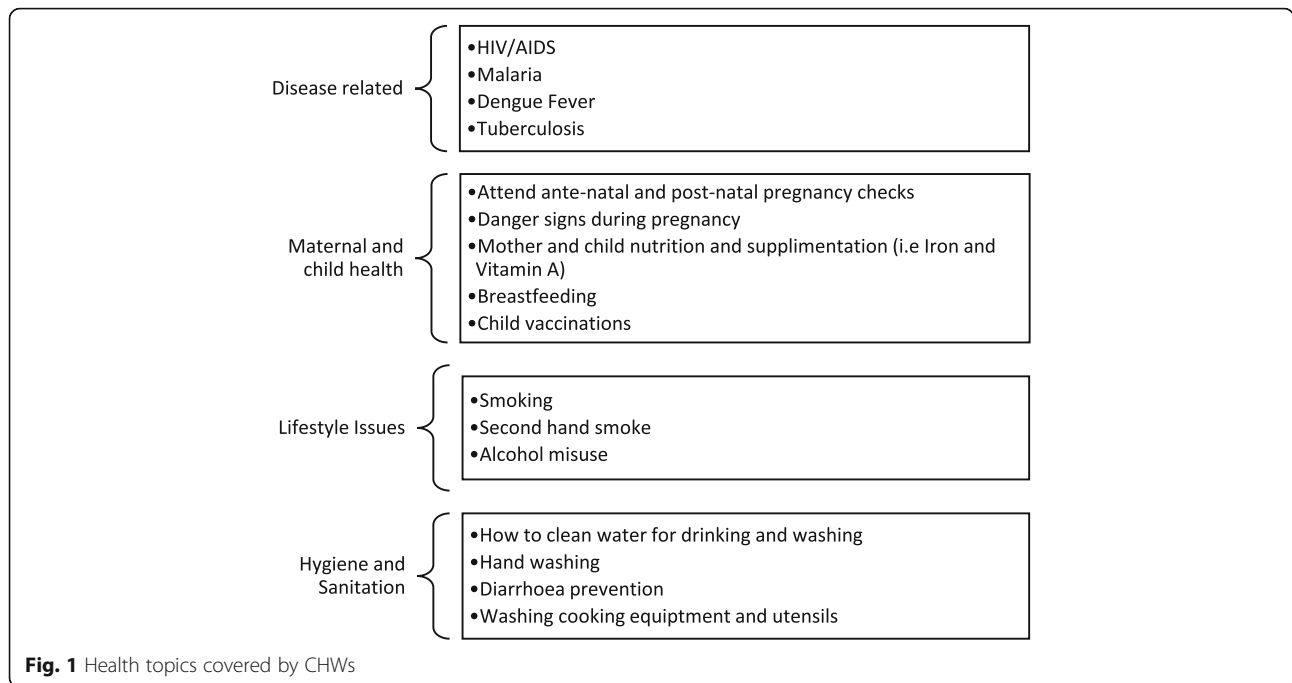 Disease related
•HIV/AIDS
•Malaria
•Dengue Fever
•Tuberculosis
Maternal and
child health
•Attend ante-natal and post-natal pregnancy checks
•Danger signs during pregnancy
•Mother and child nutrition and supplimentation (i.e Iron and
Vitamin A)
•Breastfeeding
•Child vaccinations
Lifestyle Issues
•Smoking
•Second hand smoke
•Alcohol misuse
Hygiene and
Sanitation
•How to clean water for drinking and washing
•Hand washing
•Diarrhoea prevention
•Washing cooking equiptment and utensils
Fig. 1 Health topics covered by CHWs